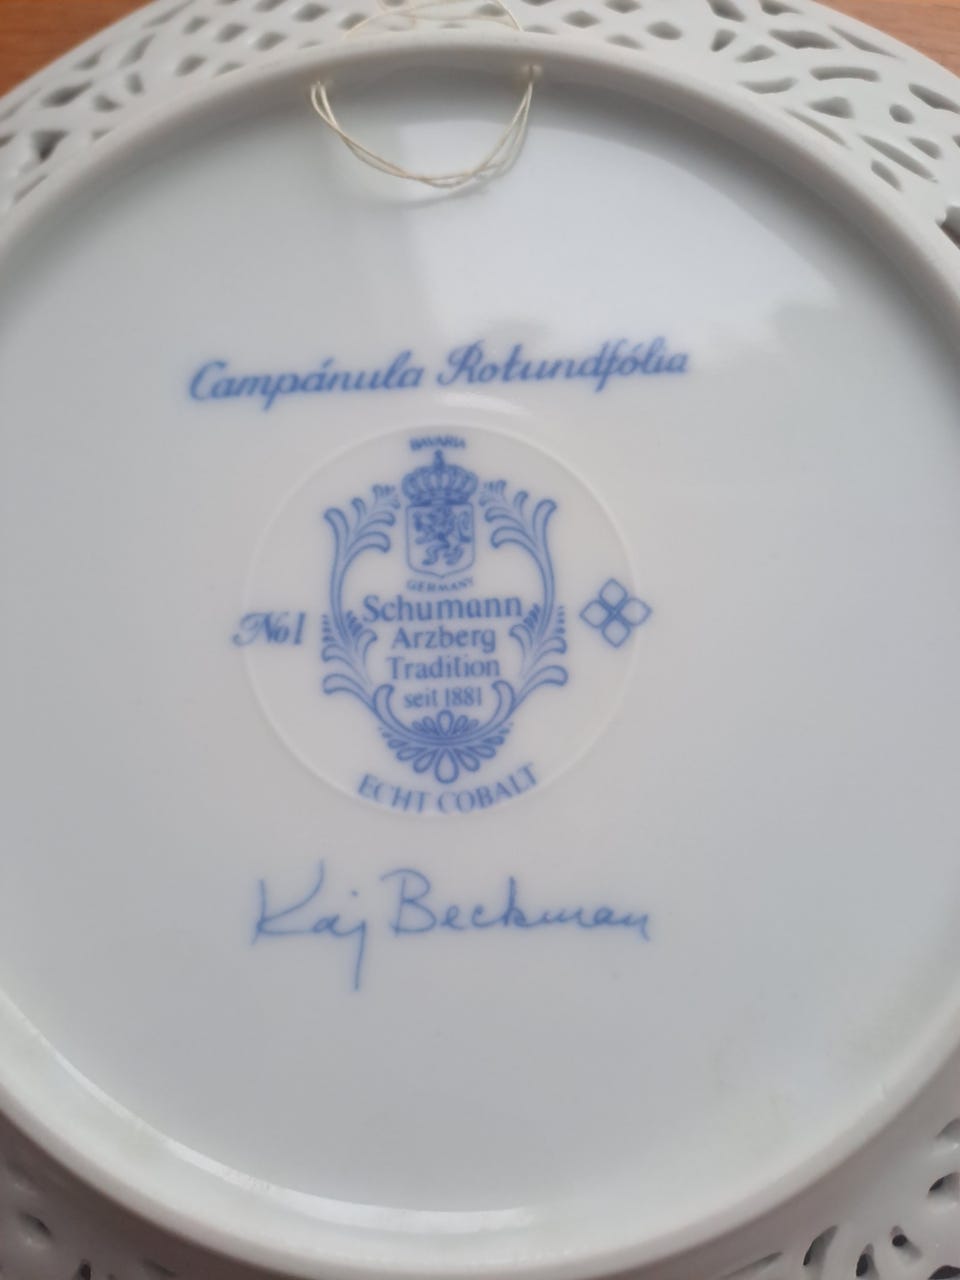 Campánula Rotundfólia
BAVARIA
GERMANY
No1
Schumann
Arzberg
Tradition
seit 1881
ECHT COBALT
Kaj Beckman